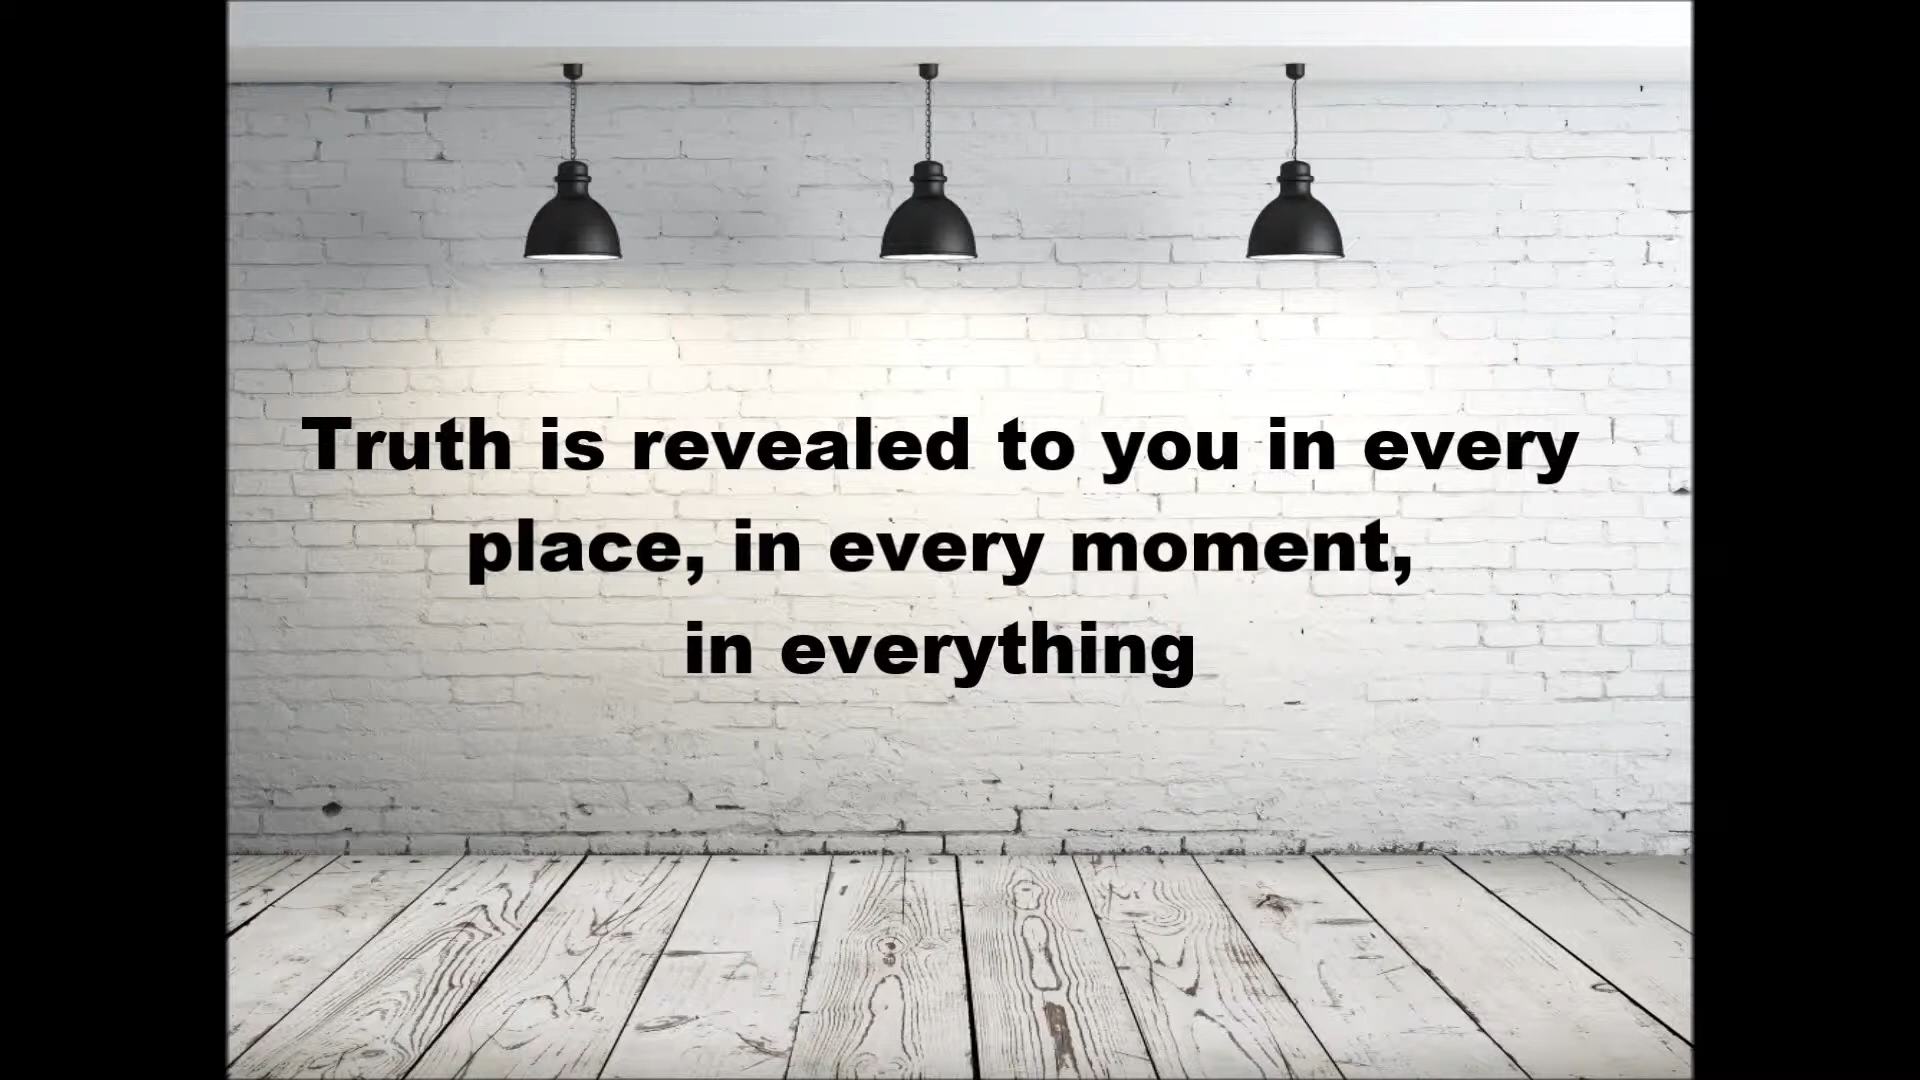 Truth is revealed to you in every
place, in every moment,
in everything